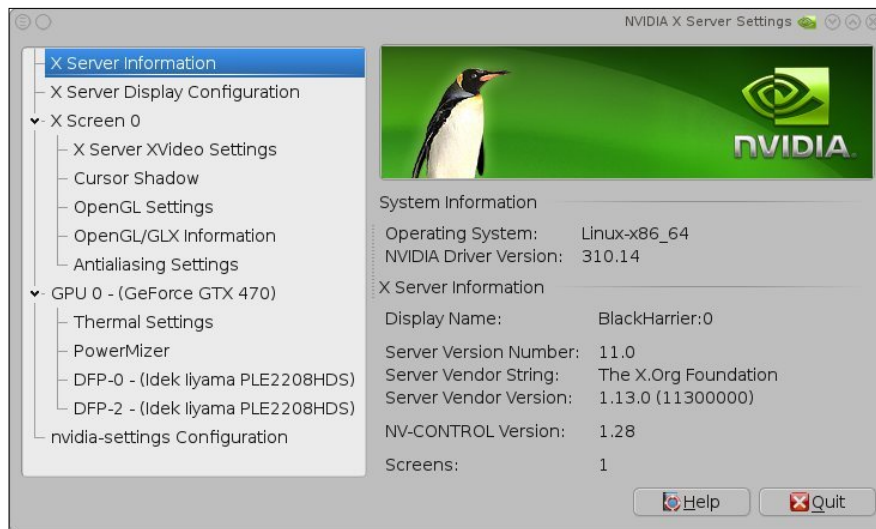 NVIDIA X Server Settings
X Server Information
X Server Display Configuration
X Screen 0
X Server XVideo Settings
Cursor Shadow
OpenGL Settings
OpenGL/GLX Information
Antialiasing Settings
GPU 0 - (GeForce GTX 470)
Thermal Settings
PowerMizer
DFP-0 - (Idek Iiyama PLE2208HDS)
DFP-2 - (Idek Iiyama PLE2208HDS)
nvidia-settings Configuration
NVIDIA.
System Information
Operating System: Linux-x86_64
NVIDIA Driver Version: 310.14
X Server Information
Display Name: BlackHarrier:0
Server Version Number: 11.0
Server Vendor String: The X.Org Foundation
Server Vendor Version: 1.13.0 (11300000)
NV-CONTROL Version: 1.28
Screens: 1
Help
Quit